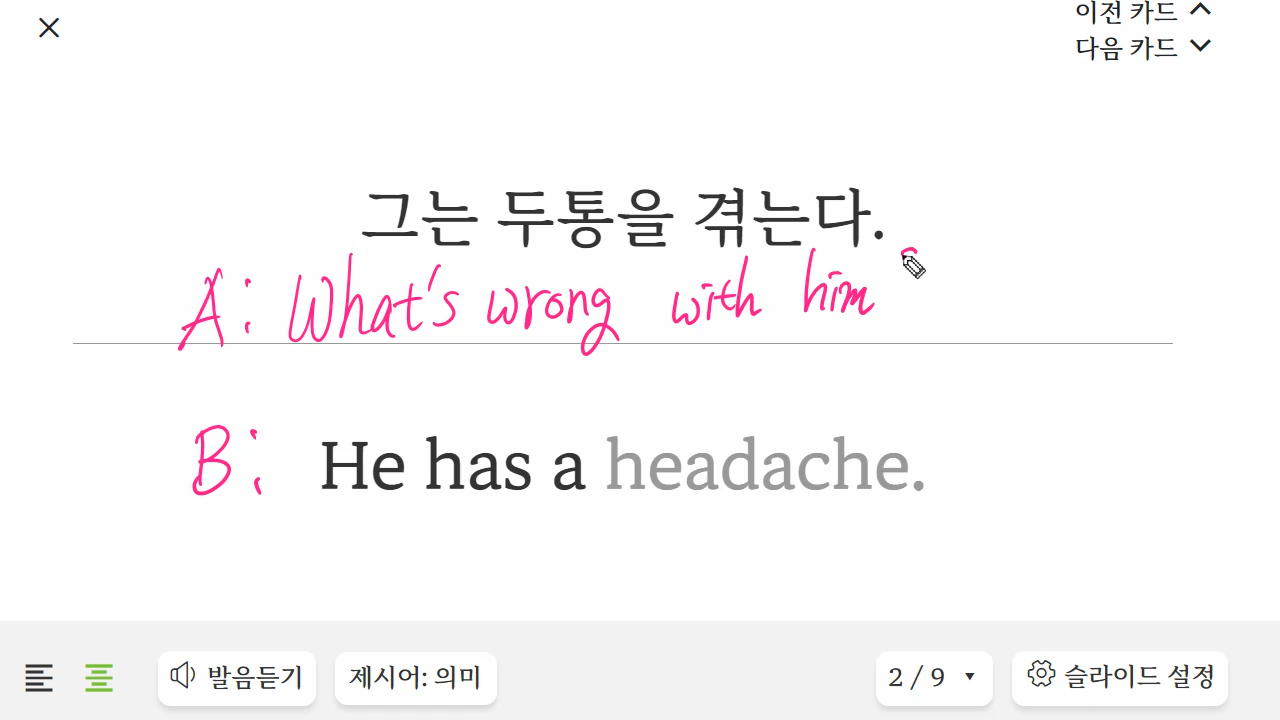 이전 카드
다음 카드
그는 두통을 겪는다.
A: What's wrong with him
B: He has a headache.
발음듣기 제시어: 의미 2 / 9 슬라이드 설정